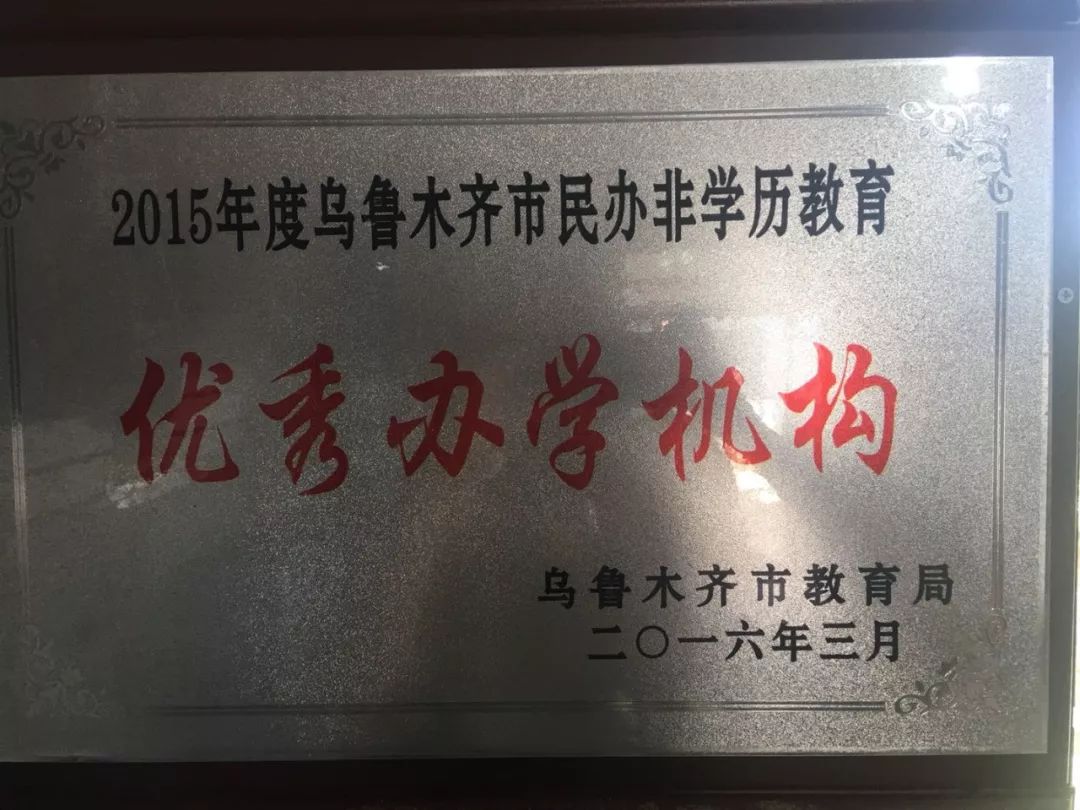 2015年度乌鲁木齐市民办非学历教育
优秀办学机构
乌鲁木齐市教育局
二〇一六年三月